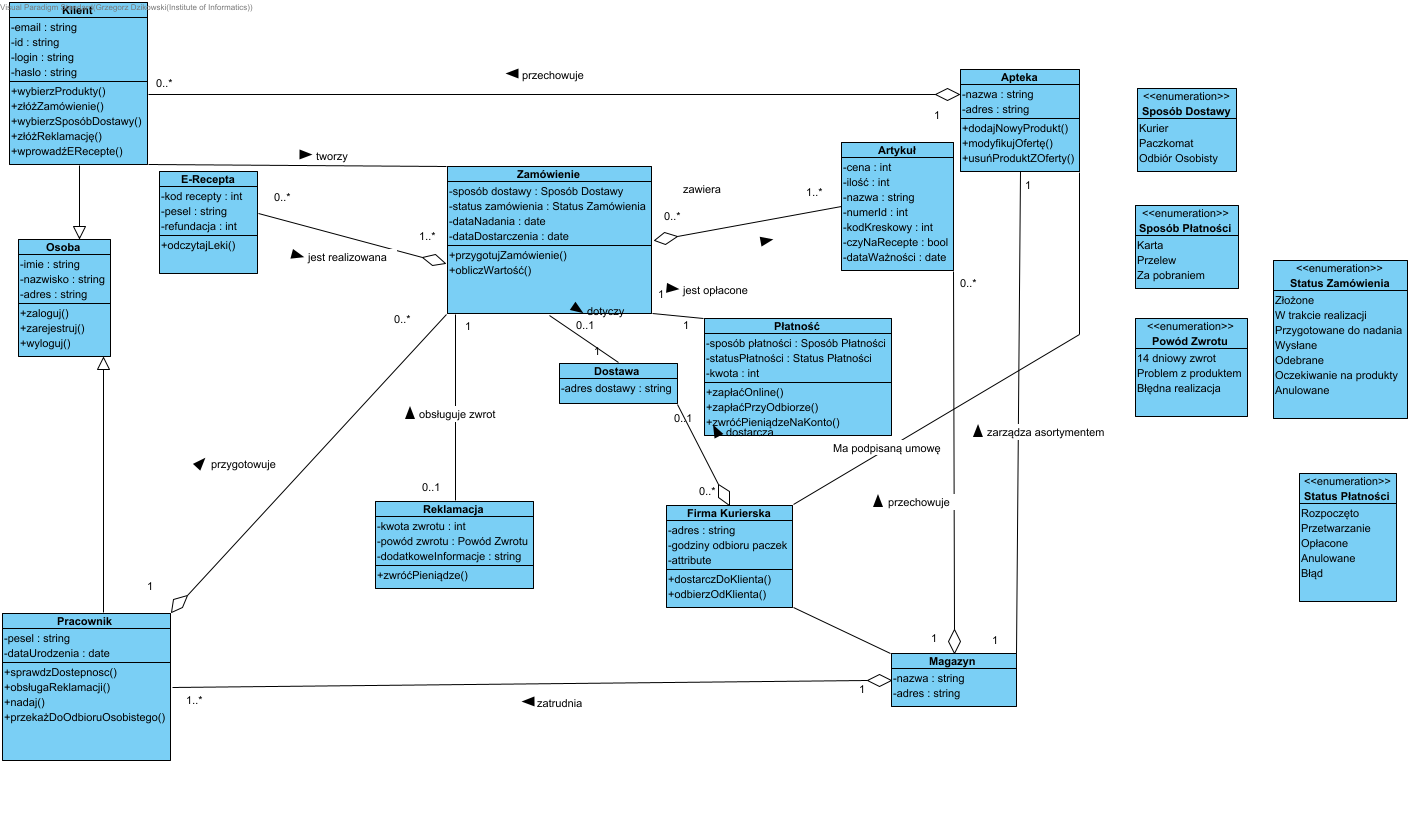 Visual Paradigm Standard(Grzegorz Dzikowski(Institute of Informatics))
Klient
-email : string
-id : string
-login : string
-haslo : string
+wybierzProdukty()
+złóżZamówienie()
+wybierzSposóbDostawy()
+złóżReklamację()
+wprowadźERecepte()
0..*
przechowuje
1
Apteka
-nazwa : string
-adres : string
+dodajNowyProdukt()
+modyfikujOfertę()
+usuńProduktZOferty()
1
<<enumeration>>
Sposób Dostawy
Kurier
Paczkomat
Odbiór Osobisty
tworzy
E-Recepta
-kod recepty : int
-pesel : string
-refundacja : int
+odczytajLeki()
0..*
1..*
jest realizowana
Zamówienie
-sposób dostawy : Sposób Dostawy
-status zamówienia : Status Zamówienia
-dataNadania : date
-dataDostarczenia : date
+przygotujZamówienie()
+obliczWartość()
zawiera
0..*
1..*
Artykuł
-cena : int
-ilość : int
-nazwa : string
-numerId : int
-kodKreskowy : int
-czyNaRecepte : bool
-dataWażności : date
0..*
<<enumeration>>
Sposób Płatności
Karta
Przelew
Za pobraniem
<<enumeration>>
Status Zamówienia
Złożone
W trakcie realizacji
Przygotowane do nadania
Wysłane
Odebrane
Oczekiwanie na produkty
Anulowane
<<enumeration>>
Powód Zwrotu
14 dniowy zwrot
Problem z produktem
Błędna realizacja
Osoba
-imie : string
-nazwisko : string
-adres : string
+zaloguj()
+zarejestruj()
+wyloguj()
1
jest opłacone
1
dotyczy
0..1
1
0..*
1
Płatność
-sposób płatności : Sposób Płatności
-statusPłatności : Status Płatności
-kwota : int
+zapłaćOnline()
+zapłaćPrzyOdbiorze()
+zwróćPieniądzeNaKonto()
Dostawa
-adres dostawy : string
0..1
dostarcza
0..*
obsługuje zwrot
0..1
przygotowuje
1
Ma podpisaną umowę
zarządza asortymentem
przechowuje
<<enumeration>>
Status Płatności
Rozpoczęto
Przetwarzanie
Opłacone
Anulowane
Błąd
Reklamacja
-kwota zwrotu : int
-powód zwrotu : Powód Zwrotu
-dodatkoweInformacje : string
+zwróćPieniądze()
Firma Kurierska
-adres : string
-godziny odbioru paczek
-attribute
+dostarczDoKlienta()
+odbierzOdKlienta()
Pracownik
-pesel : string
-dataUrodzenia : date
+sprawdzDostepnosc()
+obsługaReklamacji()
+nadaj()
+przekażDoOdbioruOsobistego()
1..*
zatrudnia
1
1
1
Magazyn
-nazwa : string
-adres : string